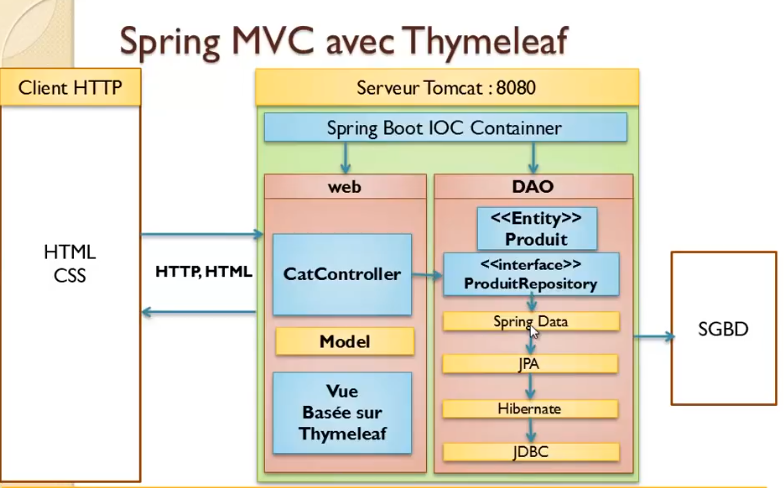 Spring MVC avec Thymeleaf
Client HTTP
HTML
CSS
HTTP, HTML
Serveur Tomcat : 8080
Spring Boot IOC Containner
web
CatController
Model
Vue
Basée sur
Thymeleaf
DAO
<<Entity>>
Produit
<<interface>>
ProduitRepository
Spring Data
JPA
Hibernate
JDBC
SGBD